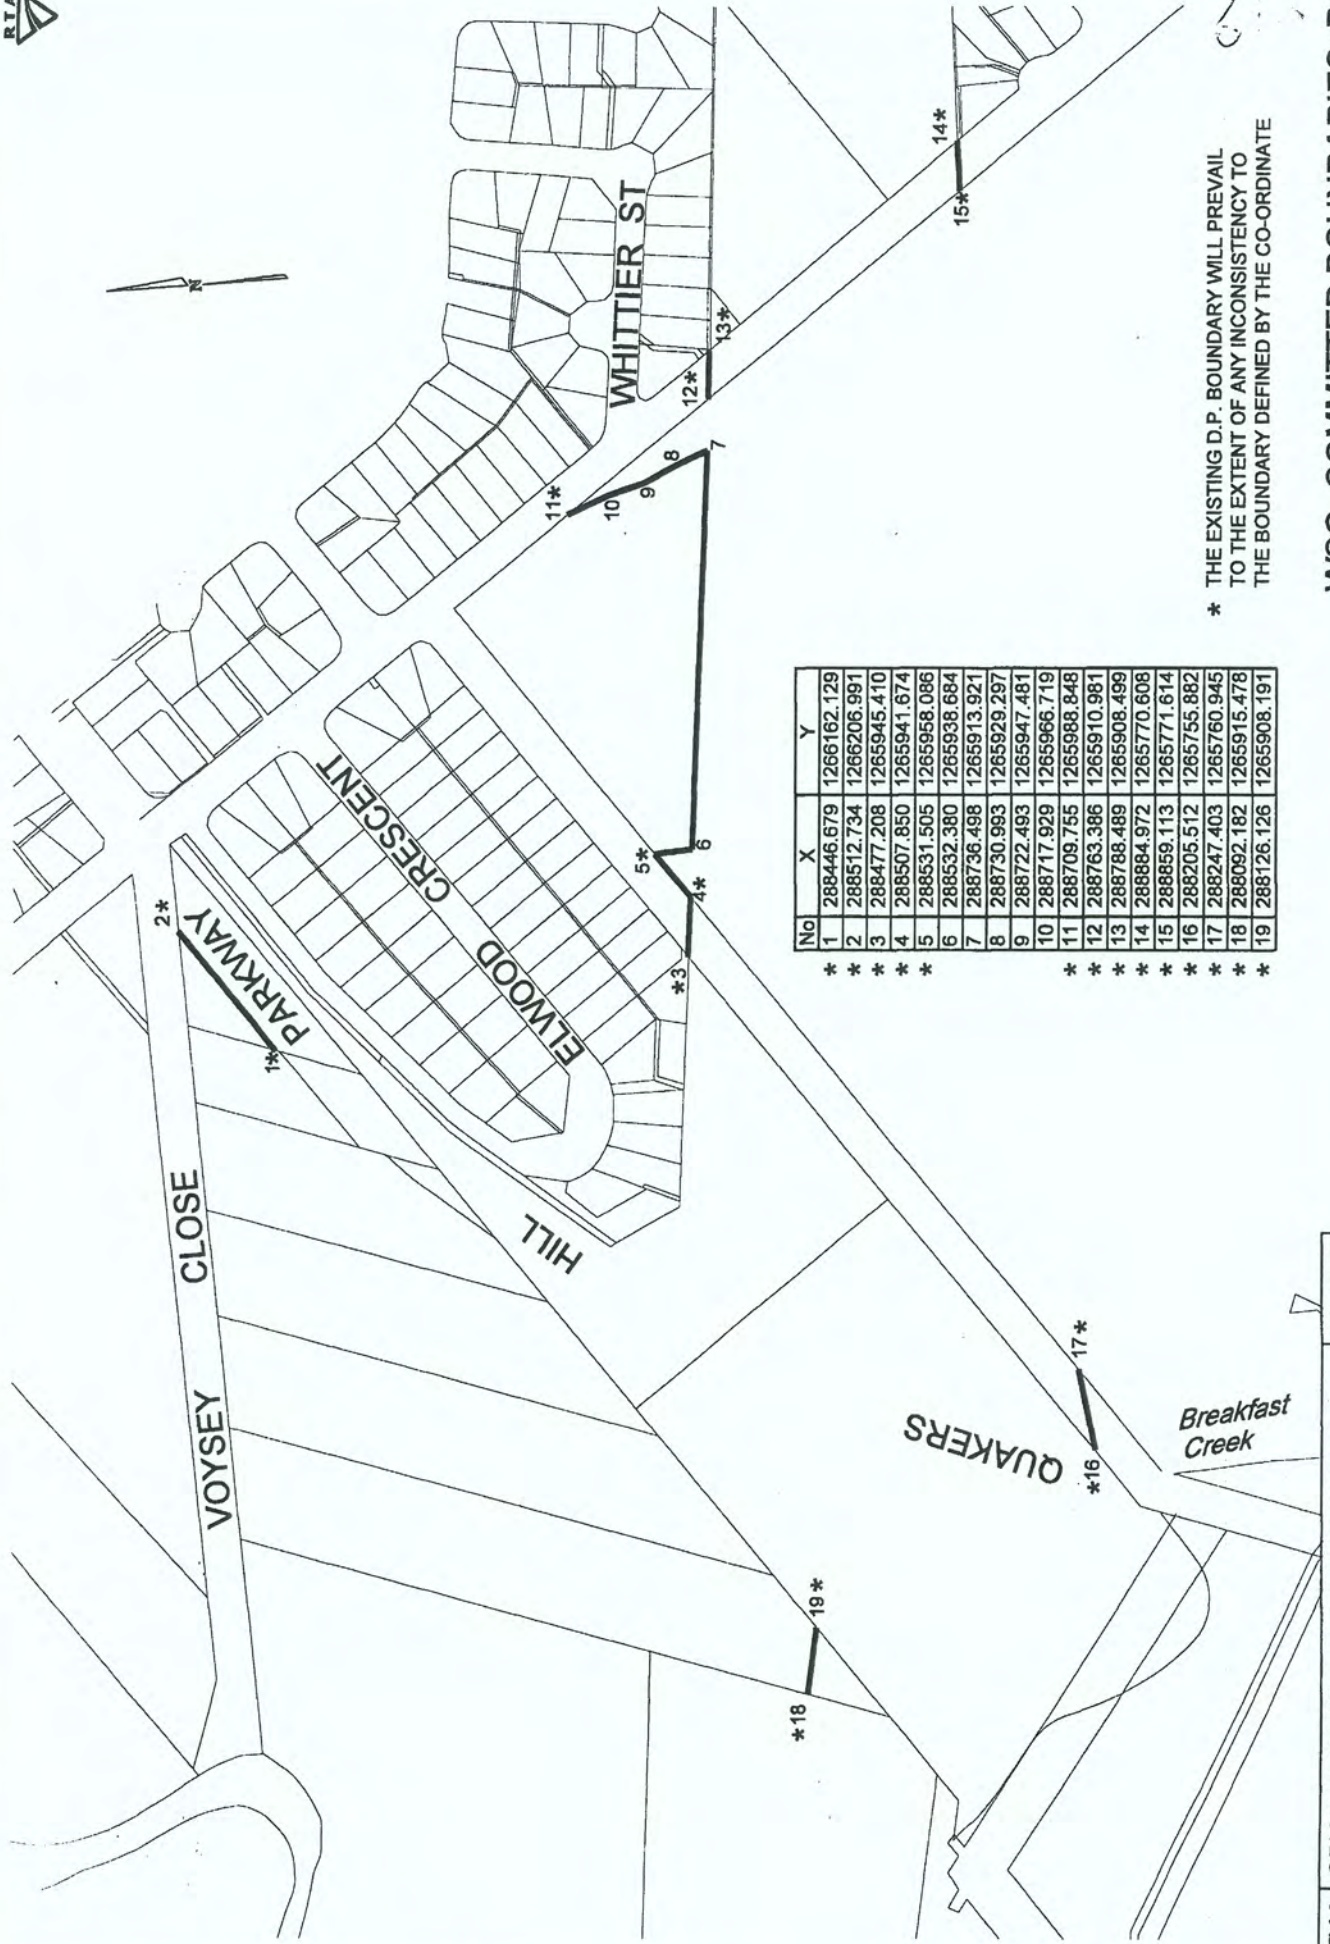 RTA
N
VOYSEY CLOSE
PARKWAY
HILL
QUAKERS
ELWOOD
CRESCENT
WHITTIER ST
Breakfast
Creek
1*
2*
*3
4*
5*
6
7
8
9
10
11*
12*
13*
14*
15*
*16
17*
*18
19*
No X Y
* 1 288446.679 1266162.129
* 2 288512.734 1266206.991
* 3 288477.208 1265945.410
* 4 288507.850 1265941.674
* 5 288531.505 1265958.086
6 288532.380 1265938.684
7 288736.498 1265913.921
8 288730.993 1265929.297
9 288722.493 1265947.481
10 288717.929 1265966.719
* 11 288709.755 1265988.848
* 12 288763.386 1265910.981
* 13 288788.489 1265908.499
* 14 288884.972 1265770.608
* 15 288859.113 1265771.614
* 16 288205.512 1265755.882
* 17 288247.403 1265760.945
* 18 288092.182 1265915.478
* 19 288126.126 1265908.191
* THE EXISTING D.P. BOUNDARY WILL PREVAIL
TO THE EXTENT OF ANY INCONSISTENCY TO
THE BOUNDARY DEFINED BY THE CO-ORDINATE